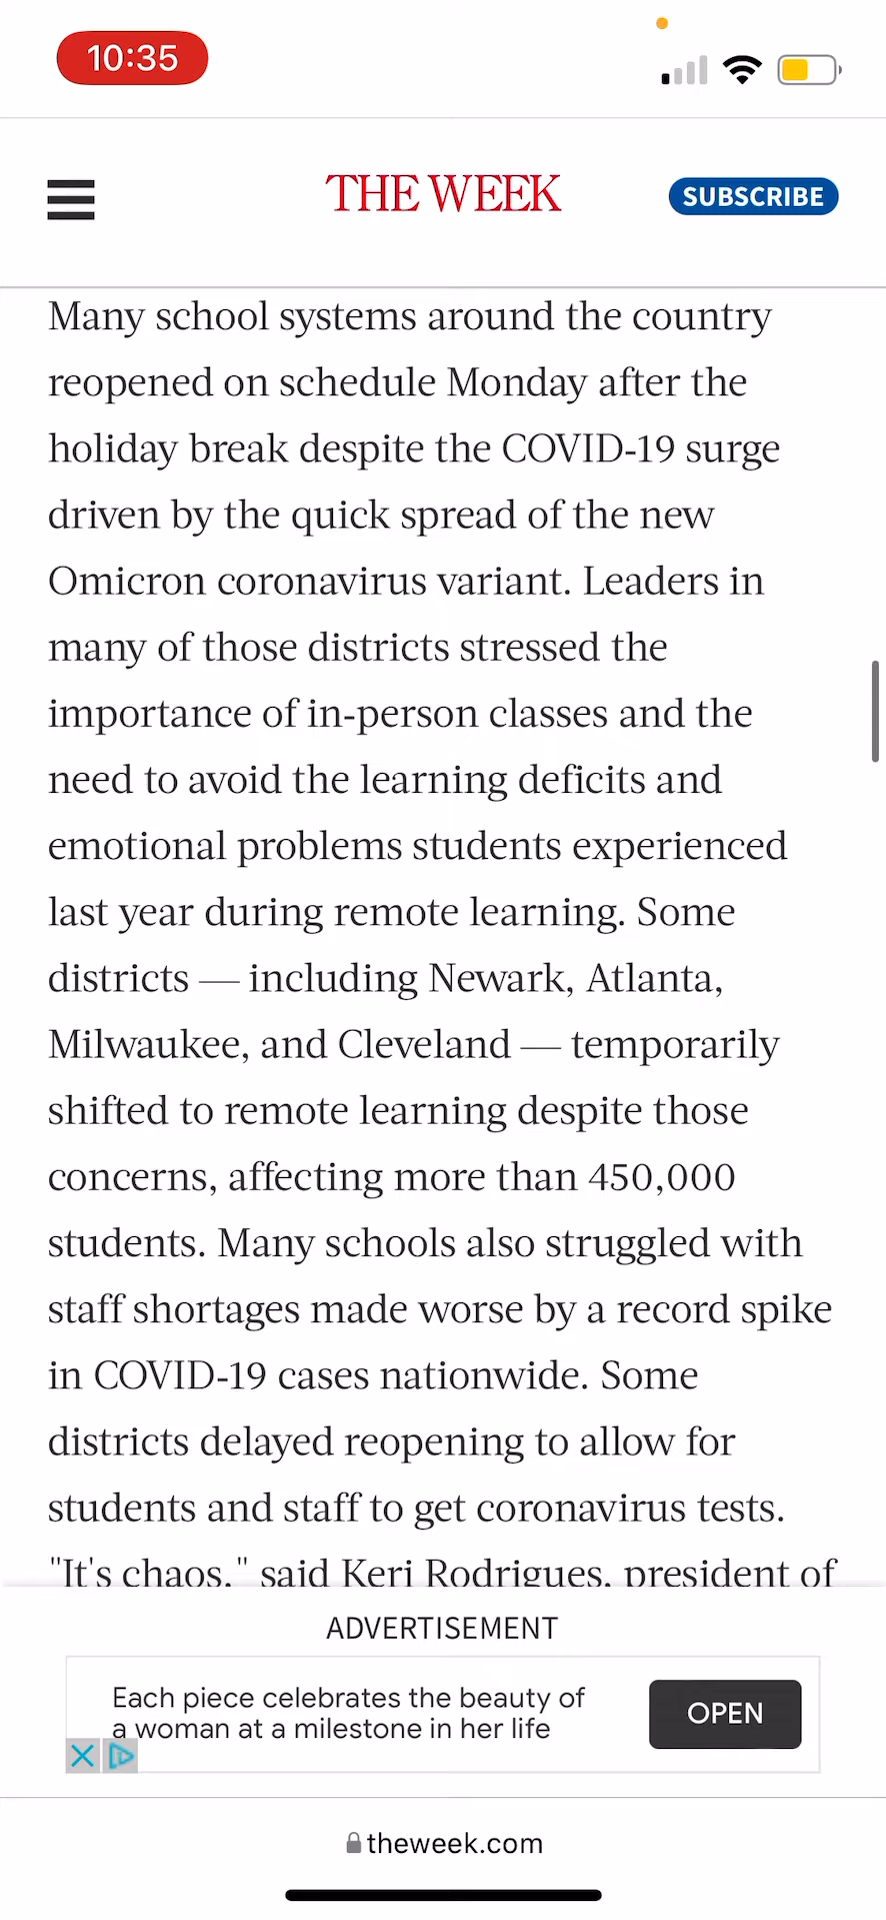 10:35
THE WEEK
SUBSCRIBE
Many school systems around the country
reopened on schedule Monday after the
holiday break despite the COVID-19 surge
driven by the quick spread of the new
Omicron coronavirus variant. Leaders in
many of those districts stressed the
importance of in-person classes and the
need to avoid the learning deficits and
emotional problems students experienced
last year during remote learning. Some
districts — including Newark, Atlanta,
Milwaukee, and Cleveland — temporarily
shifted to remote learning despite those
concerns, affecting more than 450,000
students. Many schools also struggled with
staff shortages made worse by a record spike
in COVID-19 cases nationwide. Some
districts delayed reopening to allow for
students and staff to get coronavirus tests.
"It's chaos," said Keri Rodrigues, president of
ADVERTISEMENT
Each piece celebrates the beauty of
a woman at a milestone in her life
OPEN
theweek.com